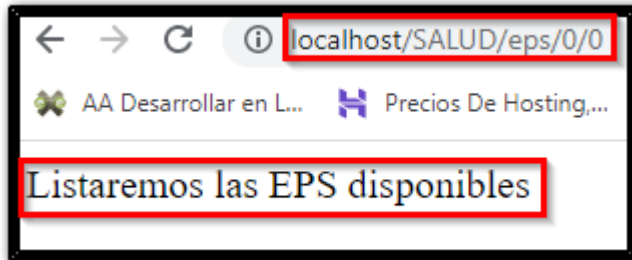 localhost/SALUD/eps/0/0
AA Desarrollar en L... Precios De Hosting,...
Listaremos las EPS disponibles